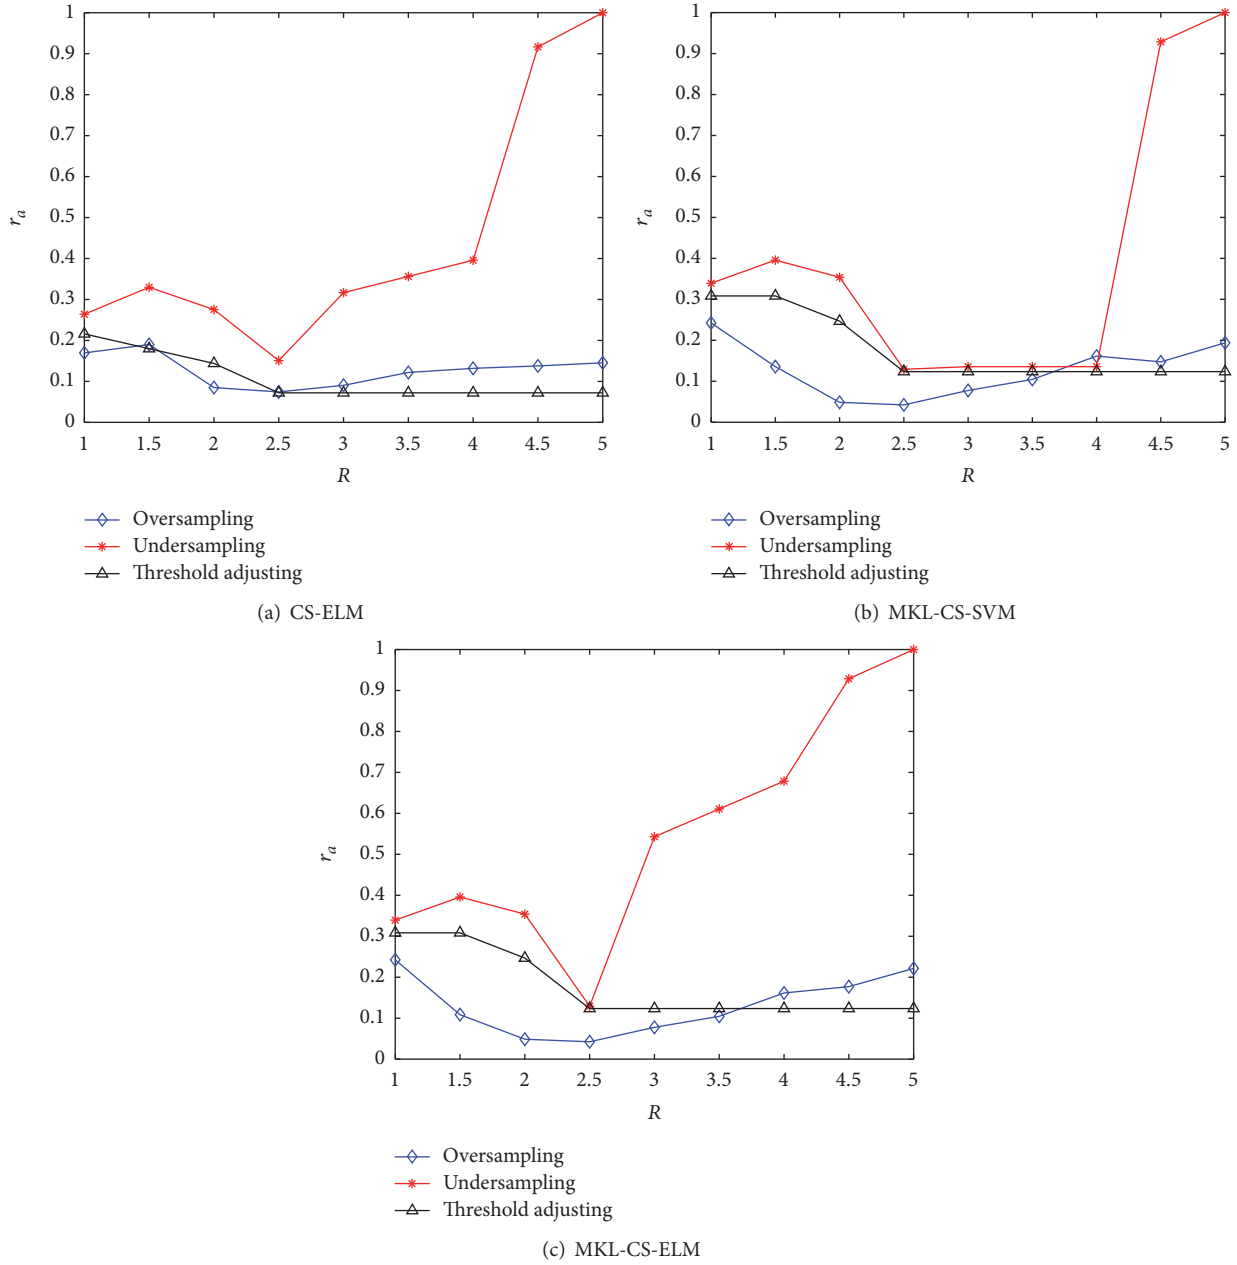 1
0.9
0.8
0.7
0.6
0.5
0.4
0.3
0.2
0.1
0
r_a
1 1.5 2 2.5 3 3.5 4 4.5 5
R
Oversampling
Undersampling
Threshold adjusting
(a) CS-ELM
1
0.9
0.8
0.7
0.6
0.5
0.4
0.3
0.2
0.1
0
r_a
1 1.5 2 2.5 3 3.5 4 4.5 5
R
Oversampling
Undersampling
Threshold adjusting
(b) MKL-CS-SVM
1
0.9
0.8
0.7
0.6
0.5
0.4
0.3
0.2
0.1
0
r_a
1 1.5 2 2.5 3 3.5 4 4.5 5
R
Oversampling
Undersampling
Threshold adjusting
(c) MKL-CS-ELM